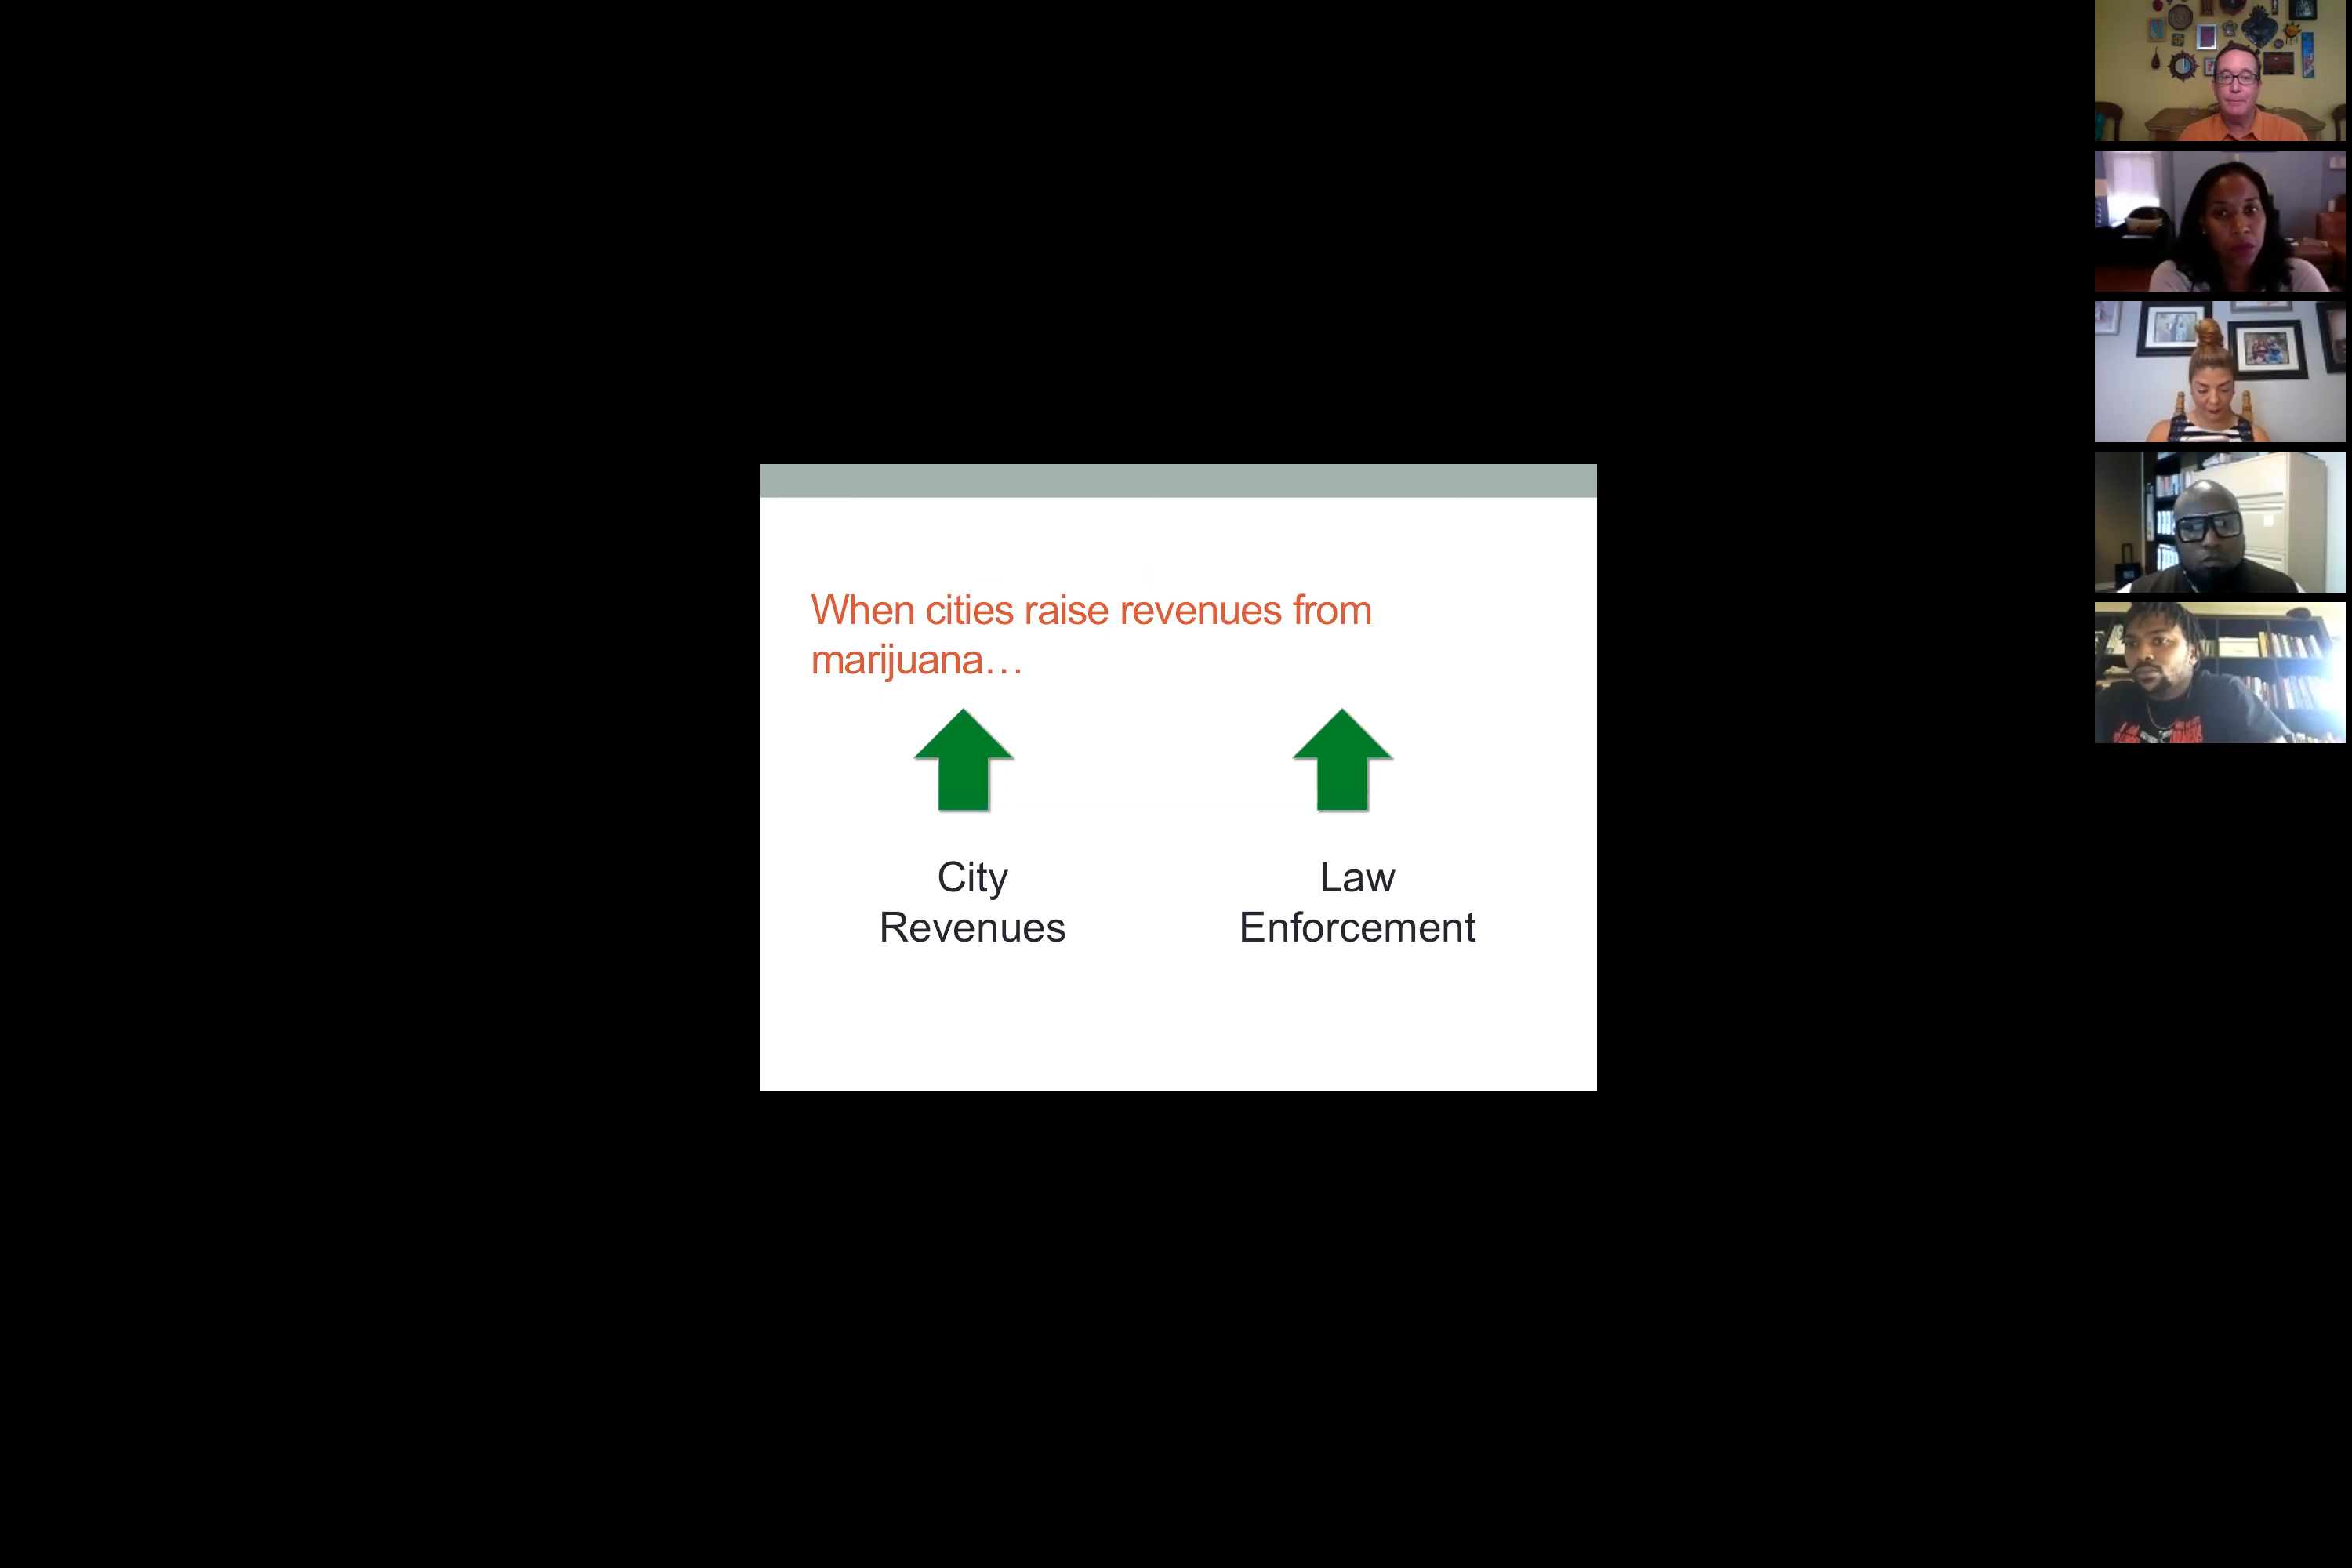 When cities raise revenues from
marijuana…
City
Revenues
Law
Enforcement